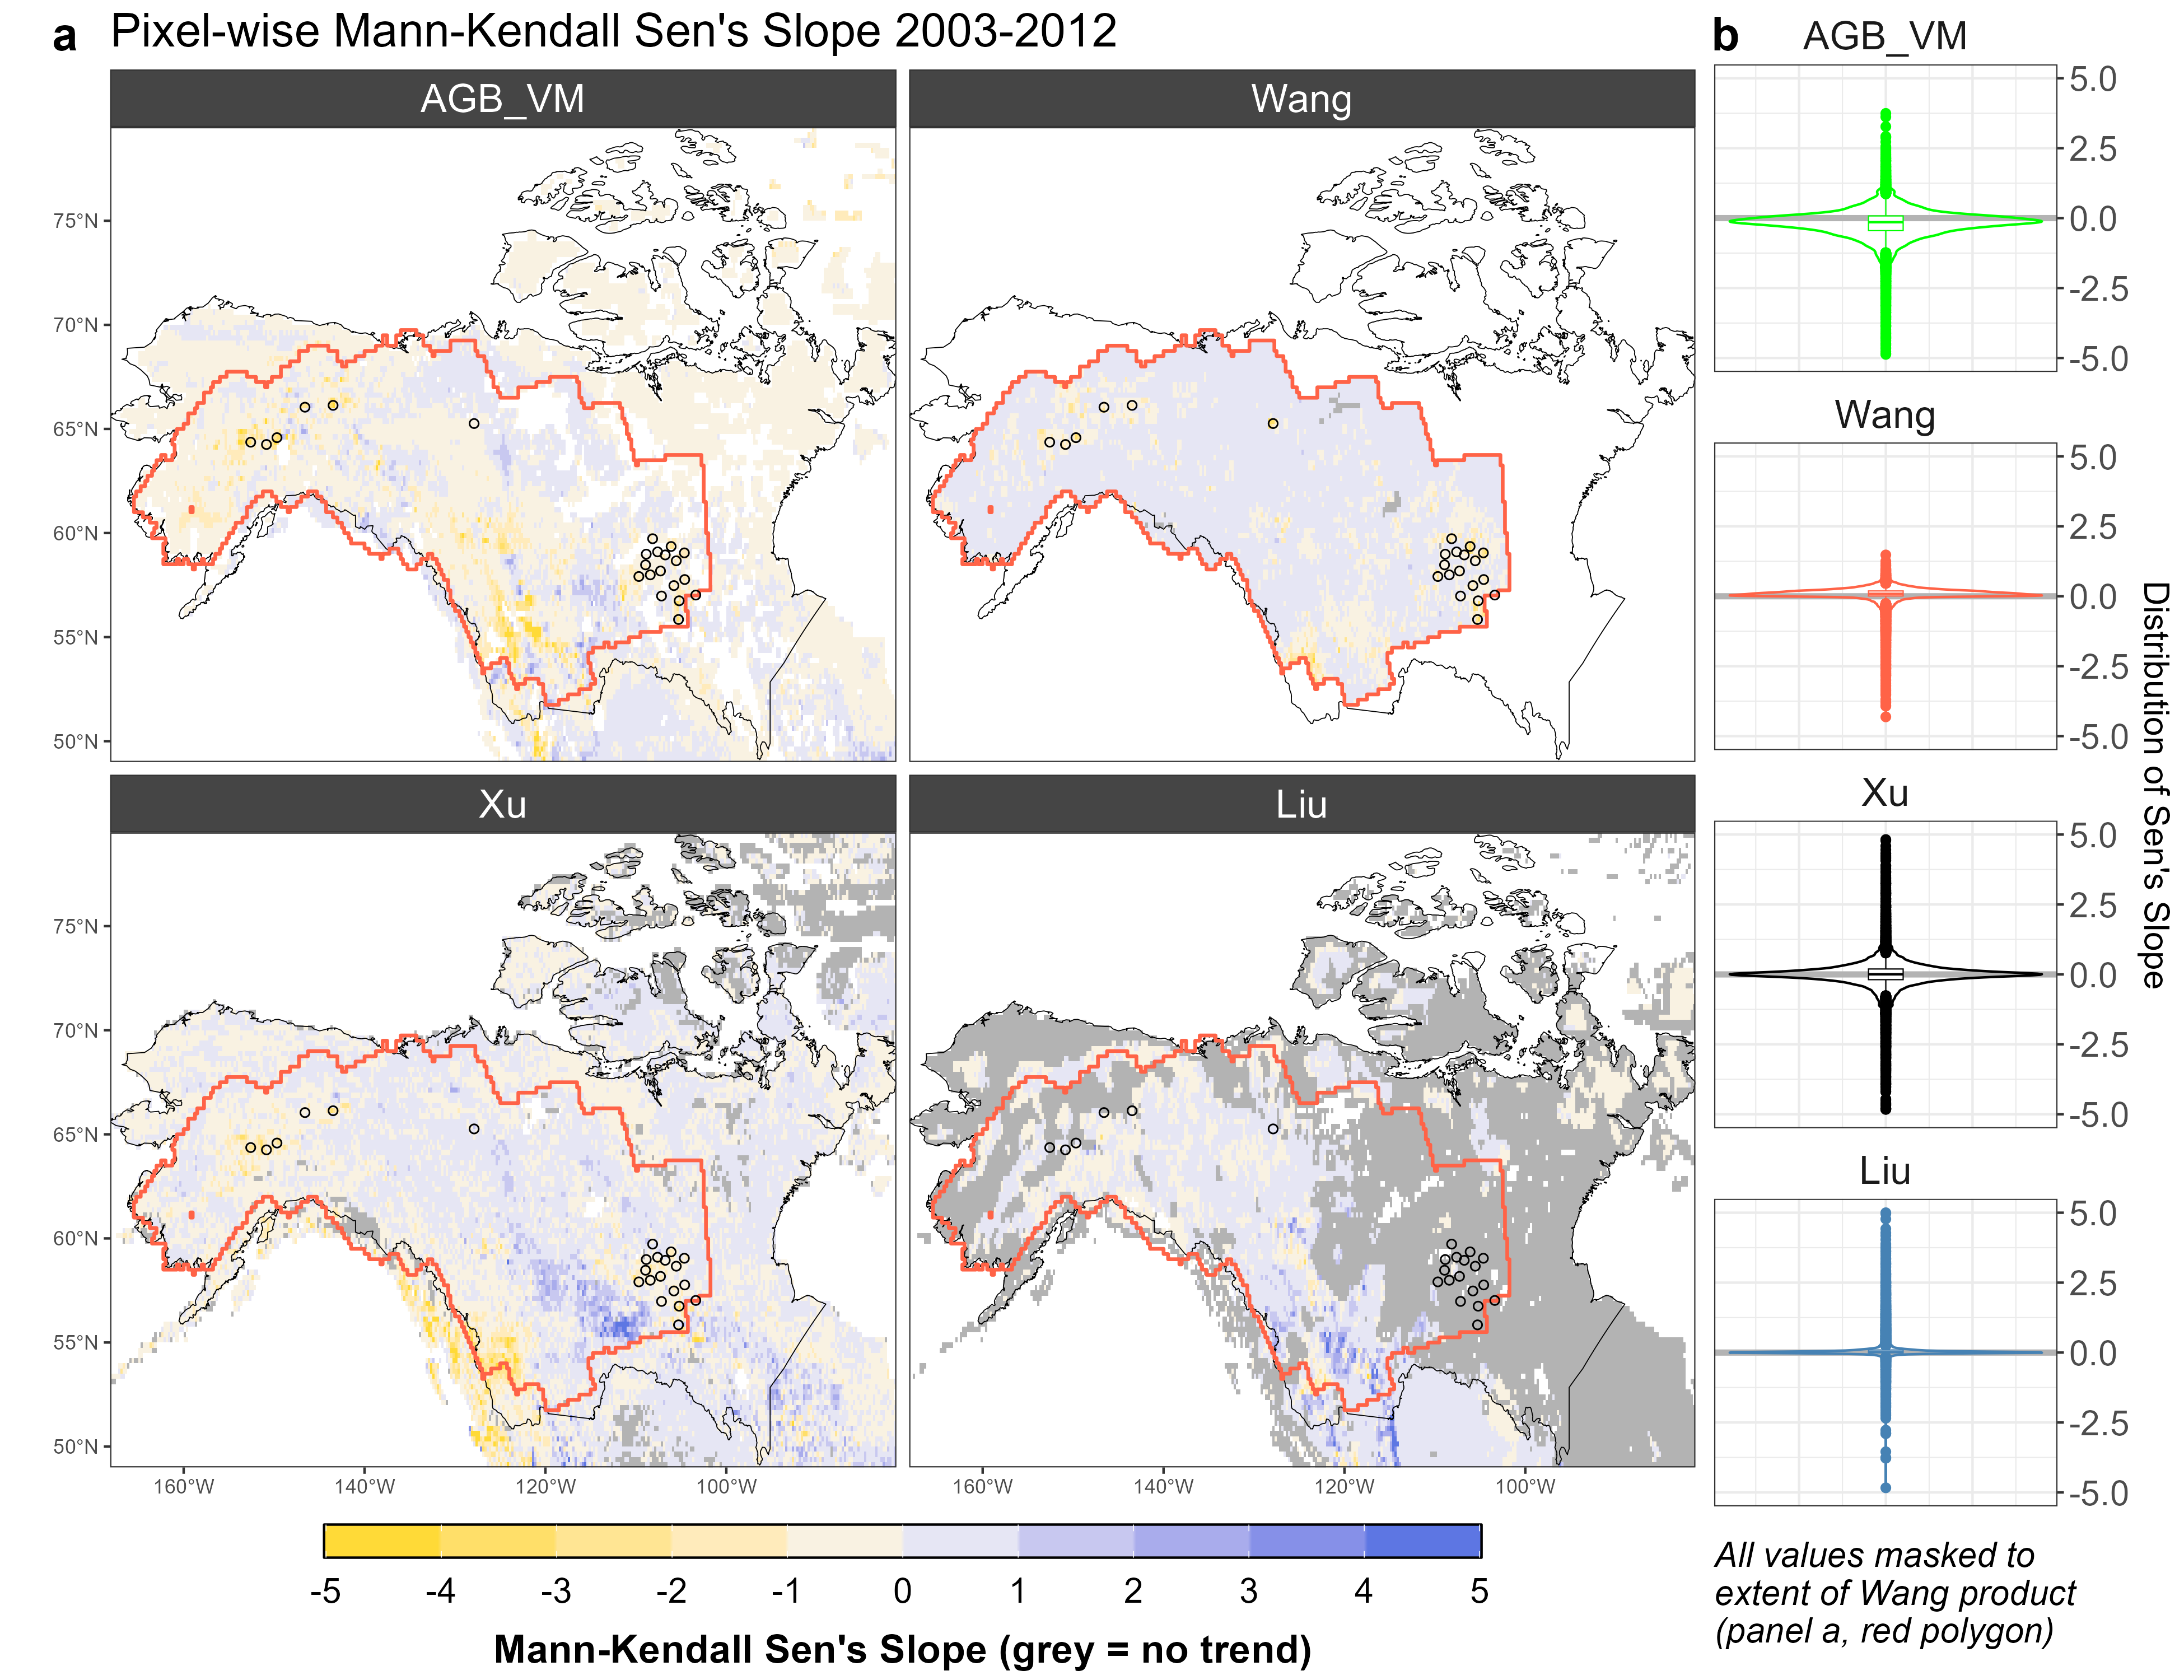 a Pixel-wise Mann-Kendall Sen's Slope 2003-2012
AGB_VM
Wang
75°N
70°N
65°N
60°N
55°N
50°N
Xu
Liu
75°N
70°N
65°N
60°N
55°N
50°N
160°W 140°W 120°W 100°W
160°W 140°W 120°W 100°W
-5 -4 -3 -2 -1 0 1 2 3 4 5
Mann-Kendall Sen's Slope (grey = no trend)
b AGB_VM
5.0
2.5
0.0
-2.5
-5.0
Wang
5.0
2.5
0.0
-2.5
-5.0
Xu
5.0
2.5
0.0
-2.5
-5.0
Liu
5.0
2.5
0.0
-2.5
-5.0
Distribution of Sen's Slope
All values masked to
extent of Wang product
(panel a, red polygon)